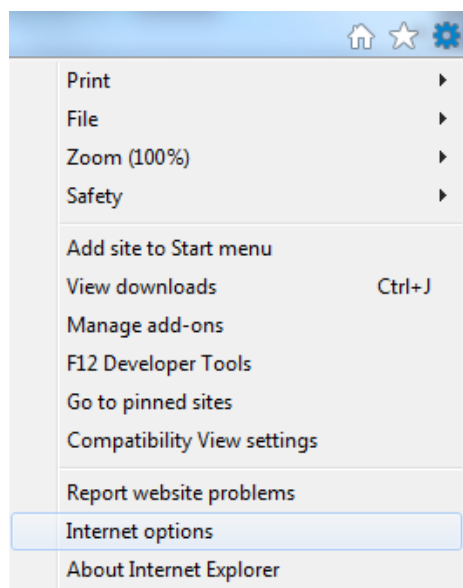 Print
File
Zoom (100%)
Safety
Add site to Start menu
View downloads Ctrl+J
Manage add-ons
F12 Developer Tools
Go to pinned sites
Compatibility View settings
Report website problems
Internet options
About Internet Explorer